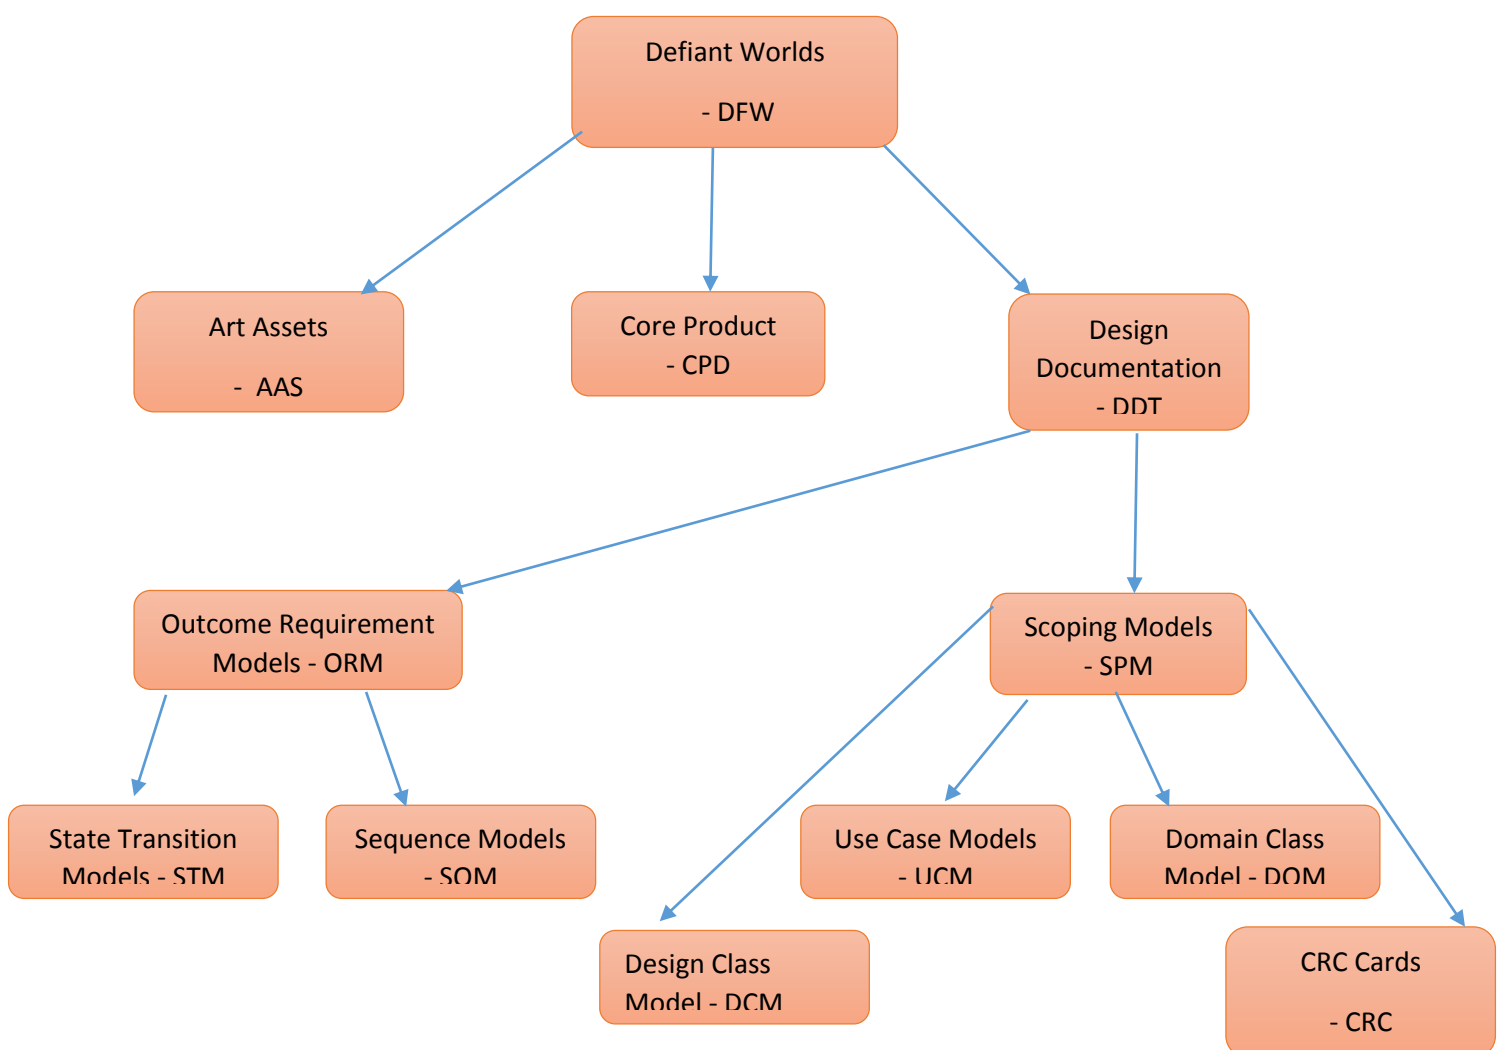 Defiant Worlds
- DFW
Art Assets
- AAS
Core Product
- CPD
Design
Documentation
- DDT
Outcome Requirement
Models - ORM
Scoping Models
- SPM
State Transition
Models - STM
Sequence Models
-
Use Case Models
- UCM
Domain Class
Model - DOM
Design Class
Model - DCM
CRC Cards
- CRC